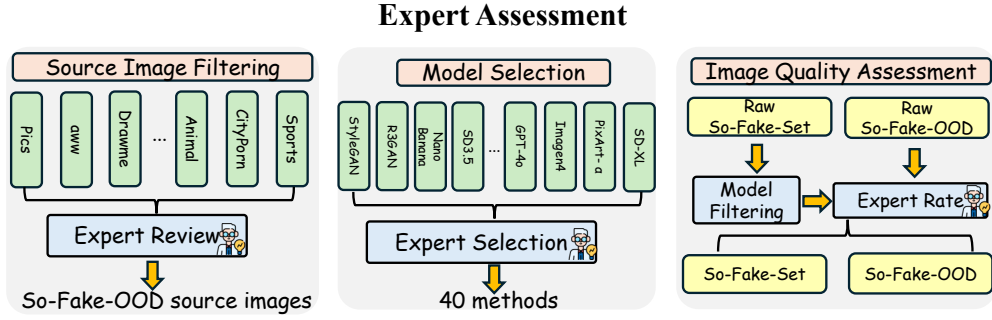 Expert Assessment
Source Image Filtering
Pics
aww
Drawme
...
Animal
CityPorn
Sports
Expert Review
So-Fake-OOD source images
Model Selection
StyleGAN
R3GAN
Nano
Banana
SD3.5
...
GPT-4o
Imagen4
PixArt- α
SD-XL
Expert Selection
40 methods
Image Quality Assessment
Raw
So-Fake-Set
Raw
So-Fake-OOD
Model
Filtering
Expert Rate
So-Fake-Set
So-Fake-OOD